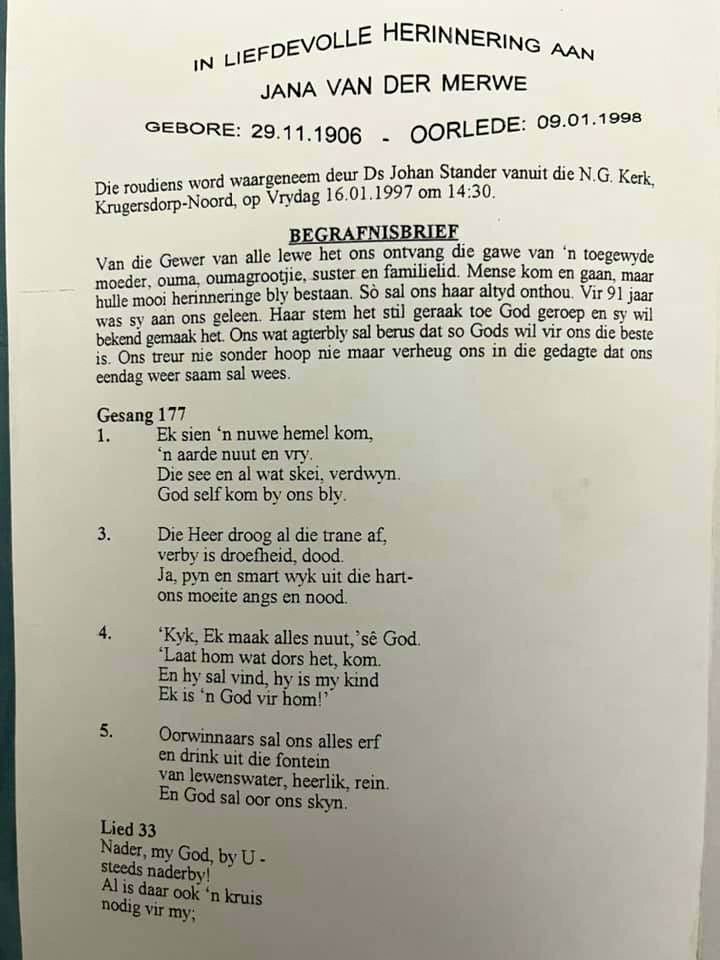 IN LIEFDEVOLLE HERINNERING AAN
JANA VAN DER MERWE
GEBORE: 29.11.1906 - OORLEDE: 09.01.1998
Die roudiens word waargeneem deur Ds Johan Stander vanuit die N.G. Kerk,
Krugersdorp-Noord, op Vrydag 16.01.1997 om 14:30.
BEGRAFNISBRIEF
Van die Gewer van alle lewe het ons ontvang die gawe van 'n toegewyde
moeder, ouma, oumagrootjie, suster en familielid. Mense kom en gaan, maar
hulle mooi herinneringe bly bestaan. Sò sal ons haar altyd onthou. Vir 91 jaar
was sy aan ons geleen. Haar stem het stil geraak toe God geroep en sy wil
bekend gemaak het. Ons wat agterbly sal berus dat so Gods wil vir ons die beste
is. Ons treur nie sonder hoop nie maar verheug ons in die gedagte dat ons
eendag weer saam sal wees.
Gesang 177
1. Ek sien ‘n nuwe hemel kom,
‘n aarde nuut en vry.
Die see en al wat skei, verdwyn.
God self kom by ons bly.
3. Die Heer droog al die trane af,
verby is droefheid, dood.
Ja, pyn en smart wyk uit die hart-
ons moeite angs en nood.
4. ‘Kyk, Ek maak alles nuut,’sê God.
‘Laat hom wat dors het, kom.
En hy sal vind, hy is my kind
Ek is ‘n God vir hom!’
5. Oorwinnaars sal ons alles erf
en drink uit die fontein
van lewenswater, heerlik, rein.
En God sal oor ons skyn.
Lied 33
Nader, my God, by U -
steeds naderby!
Al is daar ook ‘n kruis
nodig vir my;